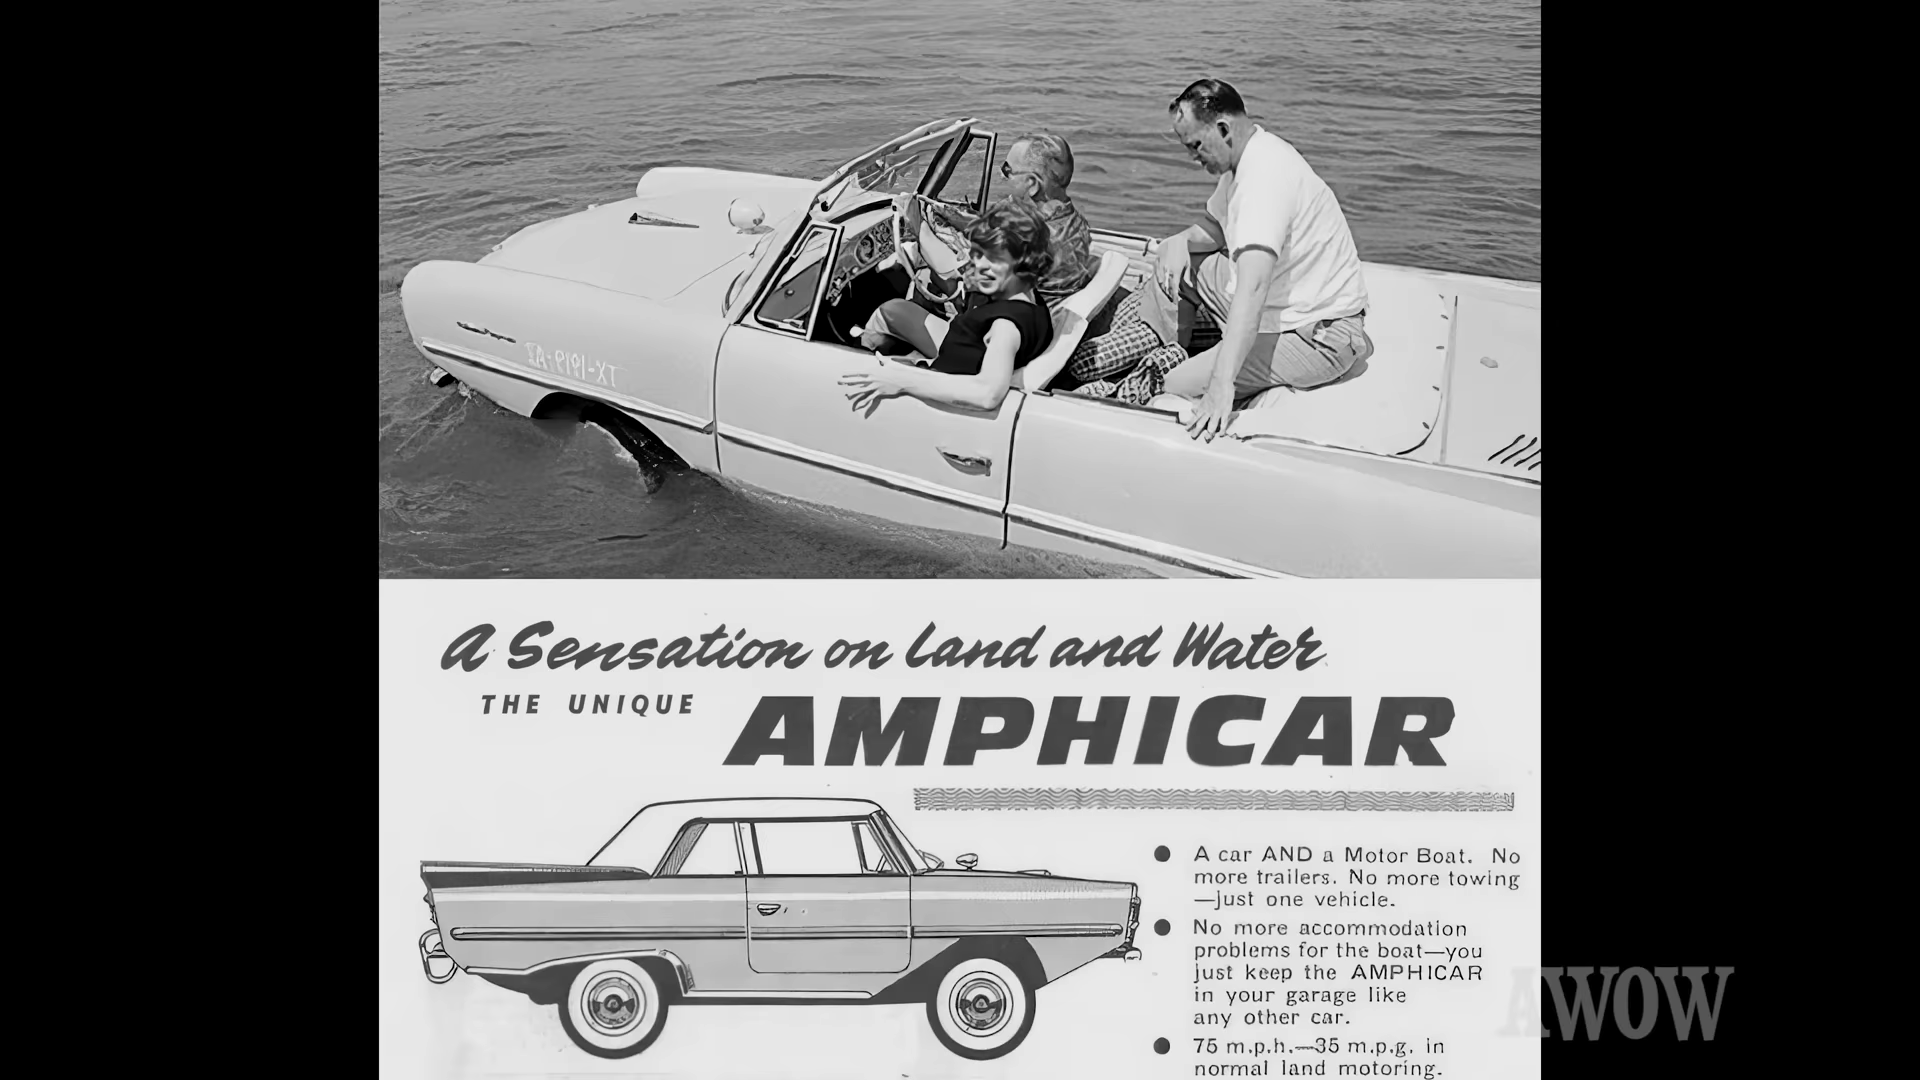 A Sensation on Land and Water
THE UNIQUE AMPHICAR
A car AND a Motor Boat. No
more trailers. No more towing
—just one vehicle.
No more accommodation
problems for the boat—you
just keep the AMPHICAR
in your garage like
any other car.
75 m.p.h.—35 m.p.g. in
normal land motoring.
AWOW